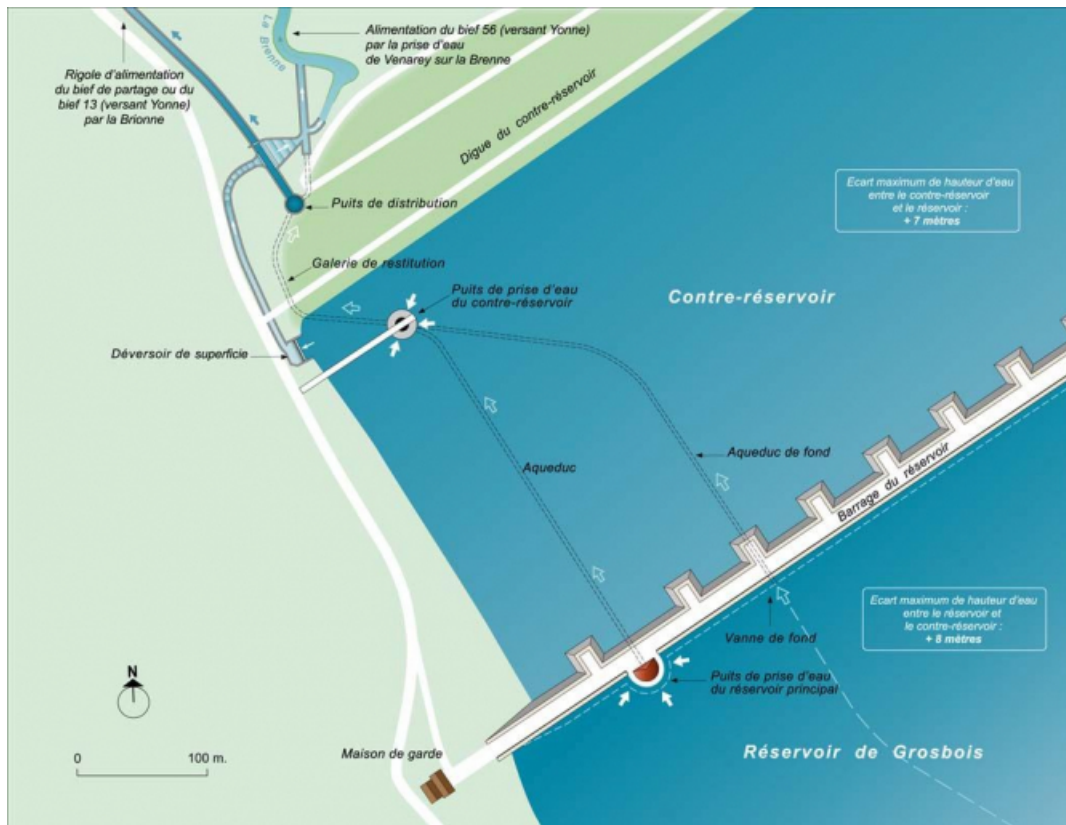 Alimentation du bief 56 (versant Yonne)
par la prise d'eau
de Venarey sur la Brenne
La Brenne
Rigole d'alimentation
du bief de partage ou du
bief 13 (versant Yonne)
par la Brionne
Digue du contre-réservoir
Ecart maximum de hauteur d'eau
entre le contre-réservoir
et le réservoir :
+ 7 mètres
Puits de distribution
Galerie de restitution
Puits de prise d'eau
du contre-réservoir
Contre-réservoir
Déversoir de superficie
Aqueduc de fond
Aqueduc
Barrage du réservoir
Ecart maximum de hauteur d'eau
entre le réservoir et
le contre-réservoir :
+ 8 mètres
Vanne de fond
Puits de prise d'eau
du réservoir principal
N
Maison de garde
Réservoir de Grosbois
0 100 m.